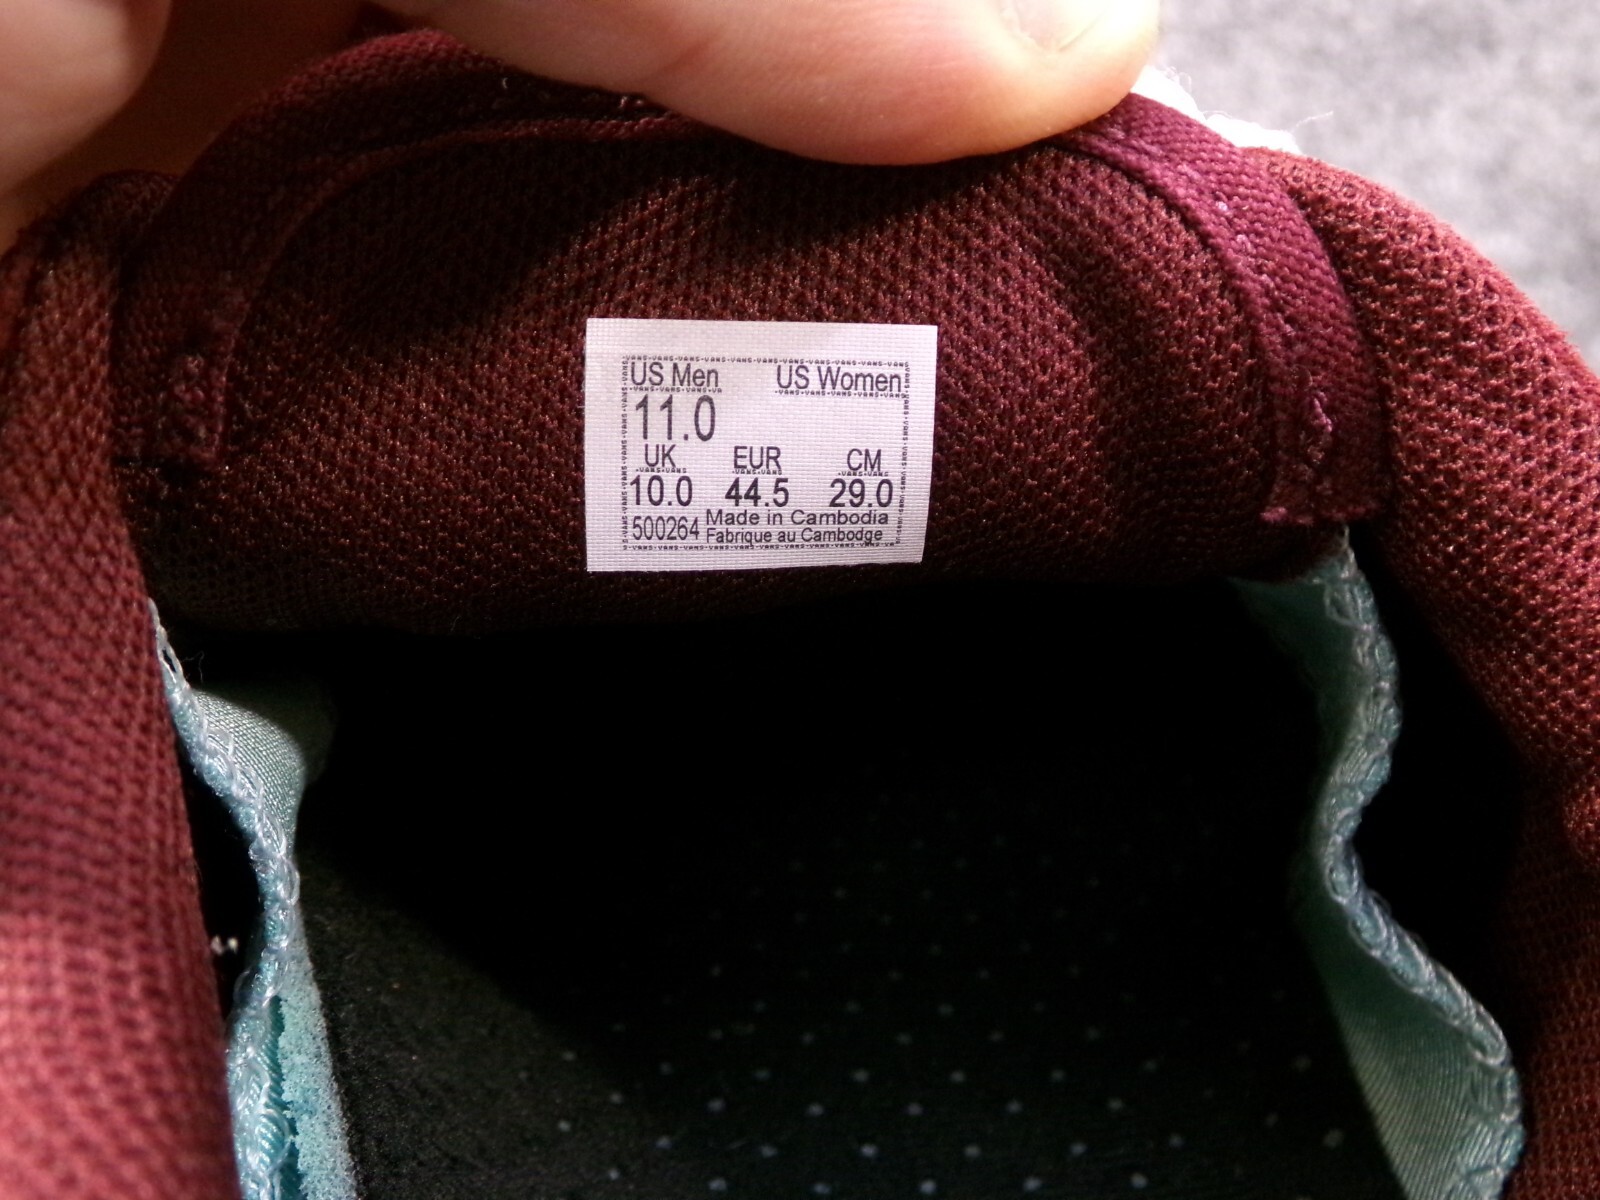 US Men US Women
11.0
UK EUR CM
10.0 44.5 29.0
500264 Made in Cambodia
Fabrique au Cambodge